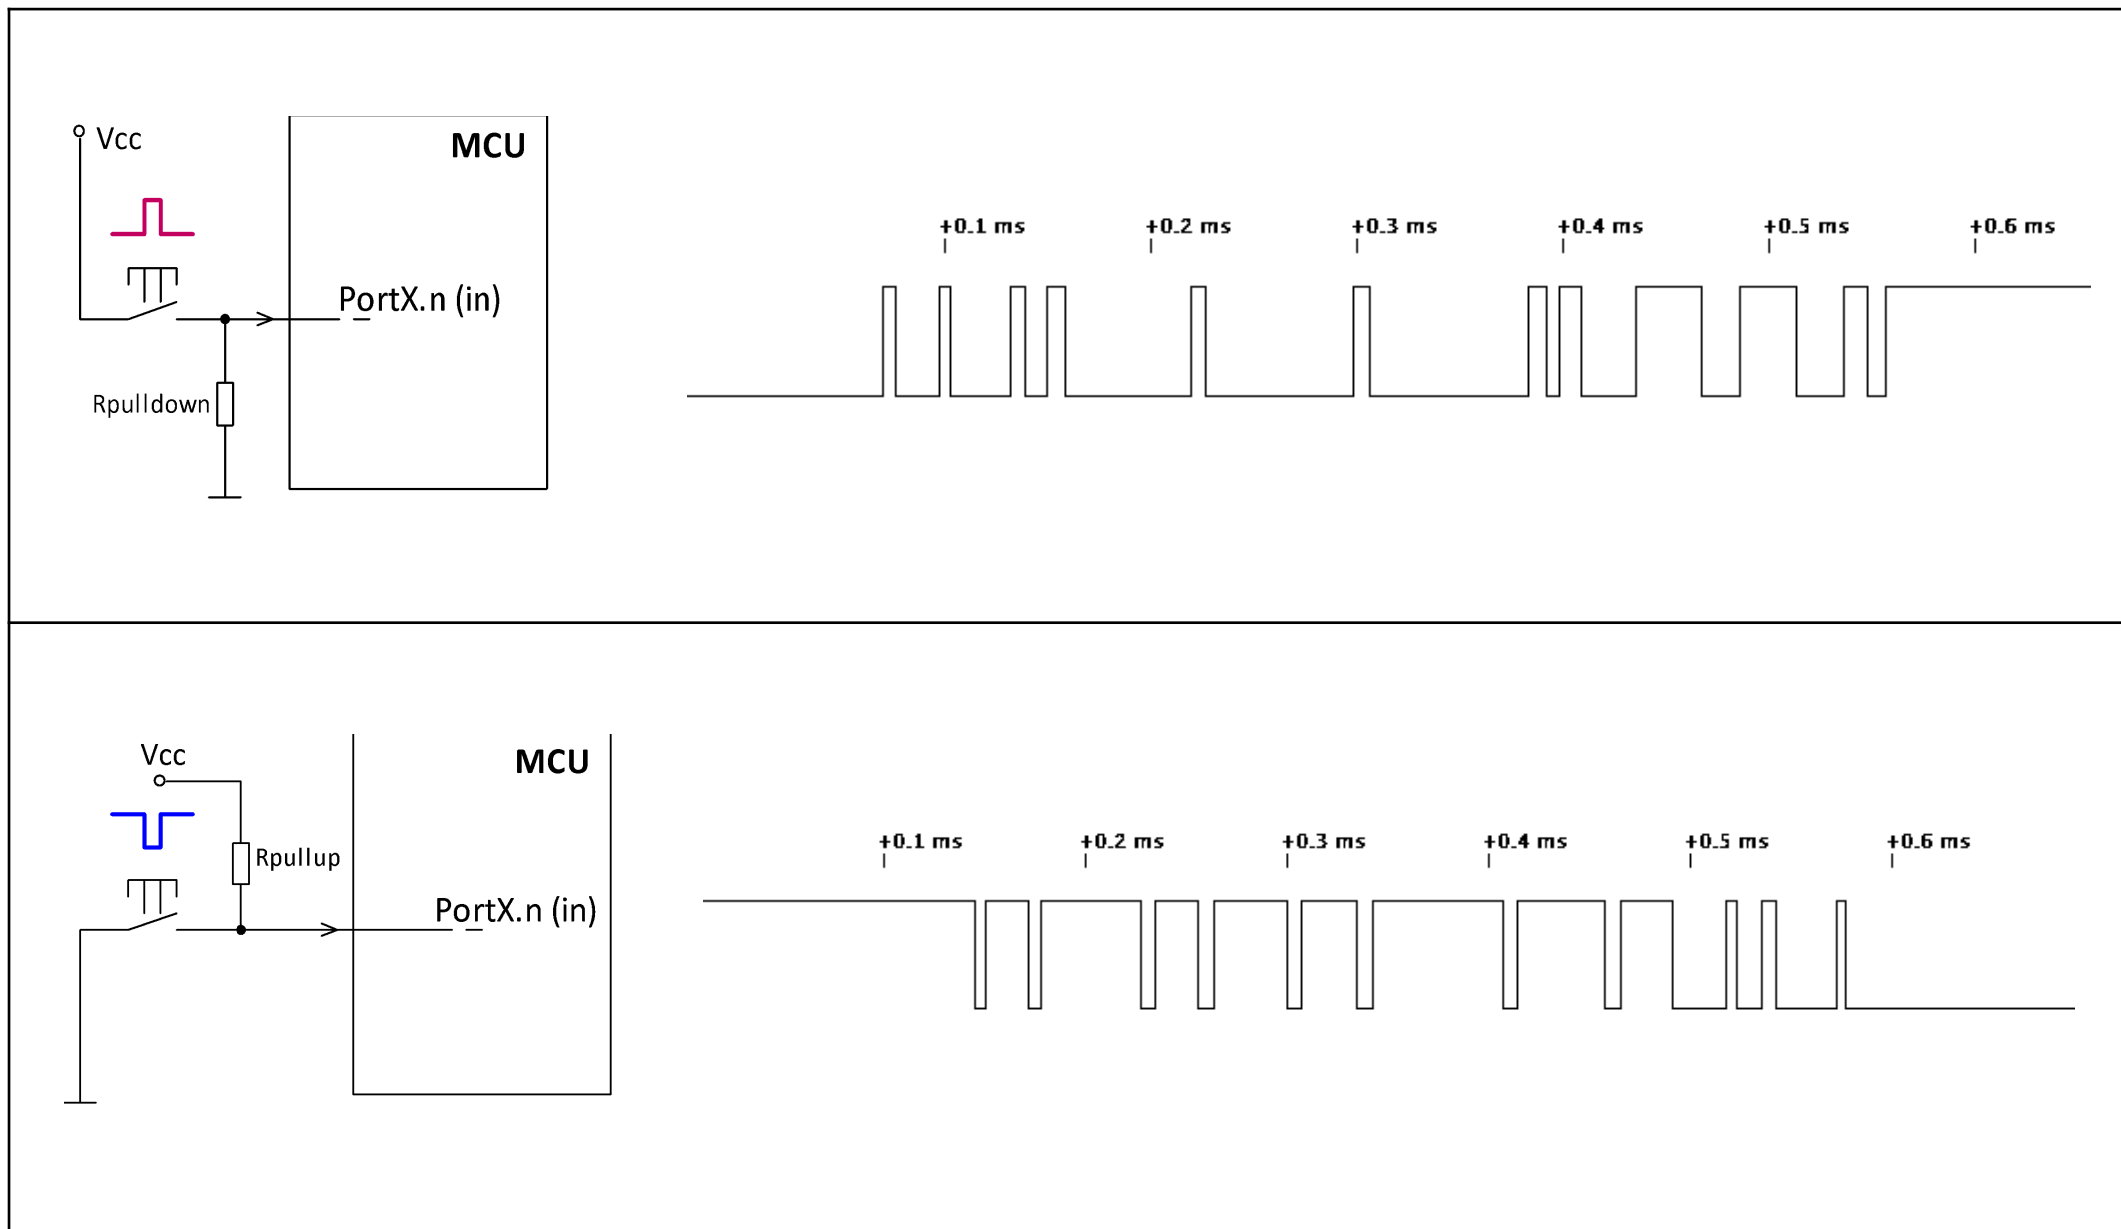 Vcc
MCU
PortX.n (in)
Rpulldown
+0.1 ms +0.2 ms +0.3 ms +0.4 ms +0.5 ms +0.6 ms
Vcc
MCU
Rpullup
PortX.n (in)
+0.1 ms +0.2 ms +0.3 ms +0.4 ms +0.5 ms +0.6 ms